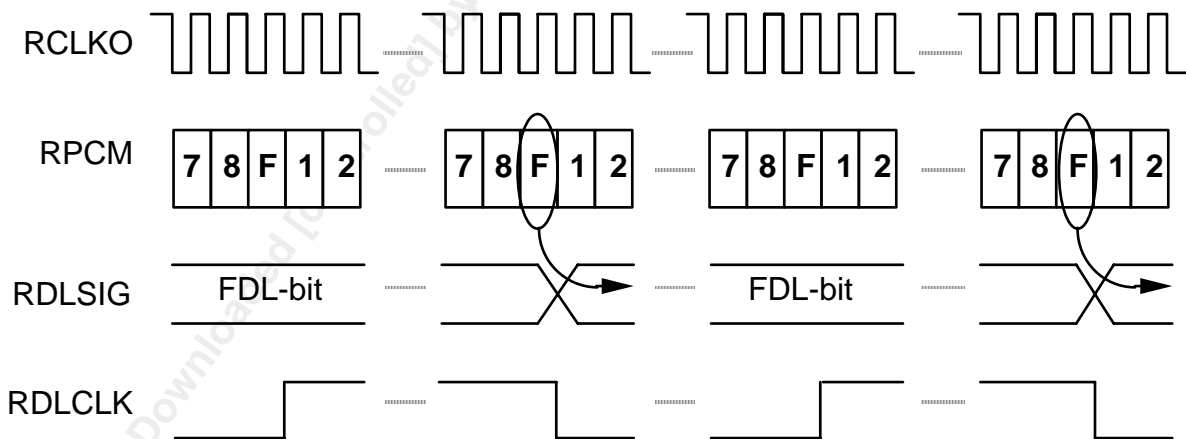 RCLKO
RPCM 7 8 F 1 2 7 8 F 1 2 7 8 F 1 2 7 8 F 1 2
RDLSIG FDL-bit FDL-bit
RDLCLK
Downloaded [